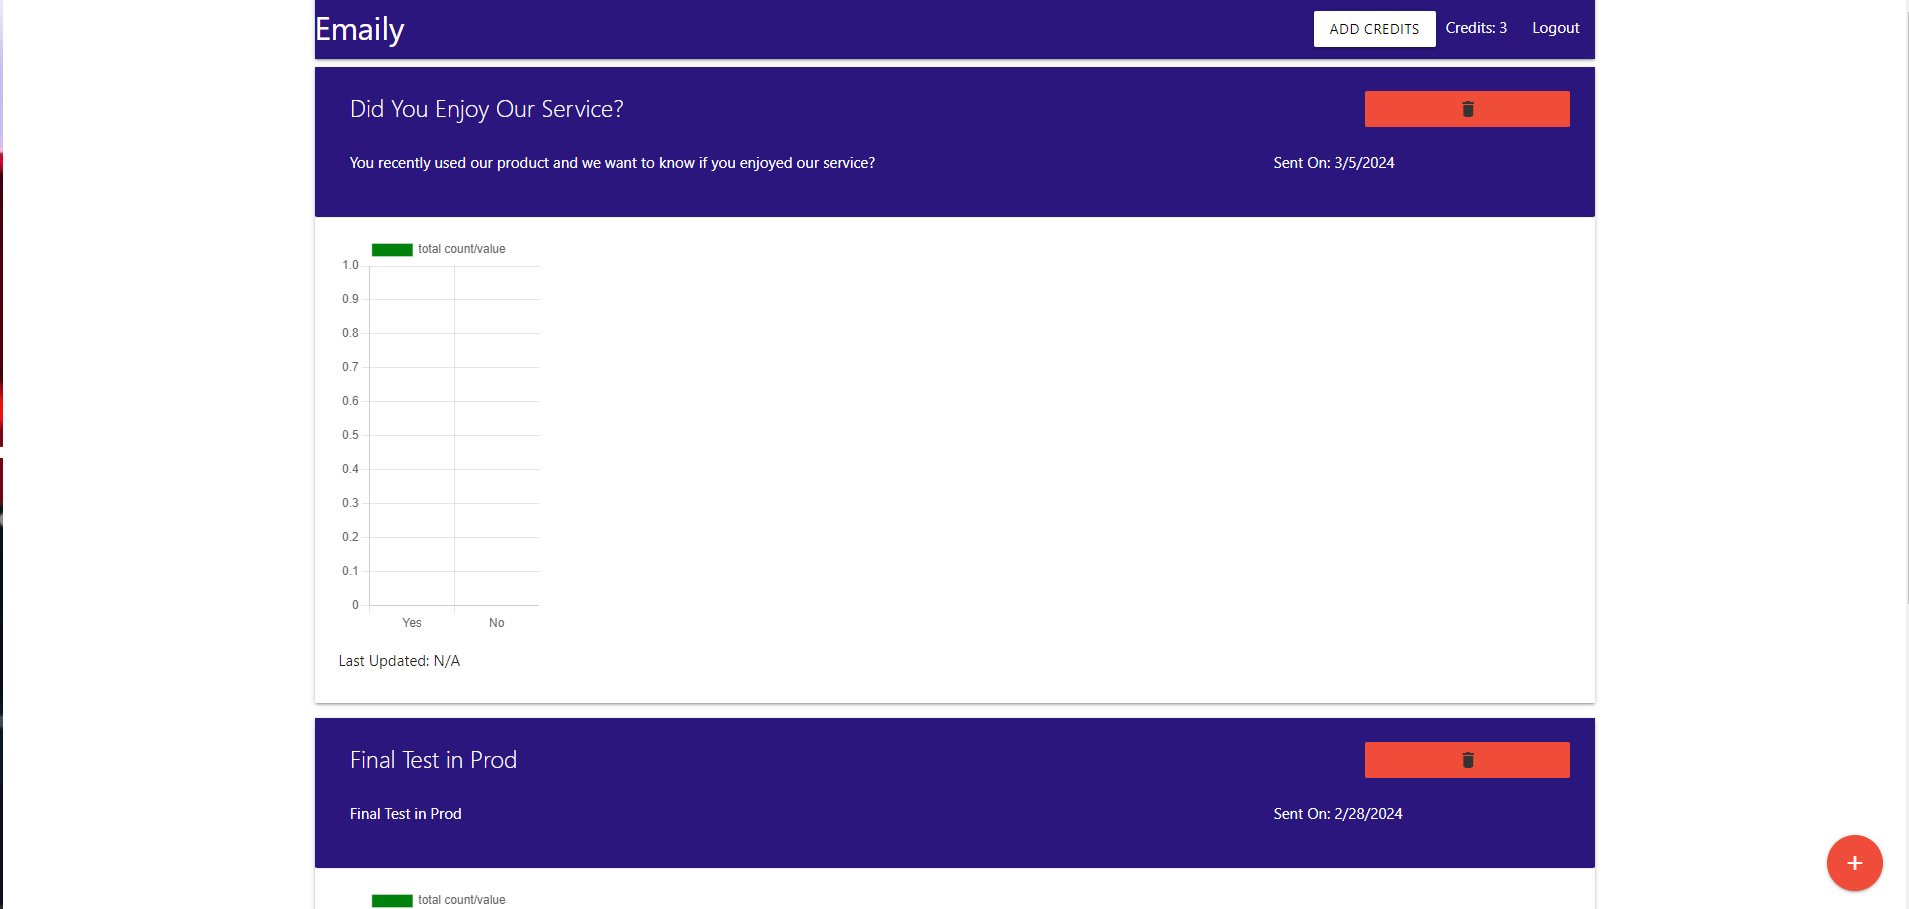 Emaily
ADD CREDITS Credits: 3 Logout
Did You Enjoy Our Service?
You recently used our product and we want to know if you enjoyed our service? Sent On: 3/5/2024
total count/value
1.0
0.9
0.8
0.7
0.6
0.5
0.4
0.3
0.2
0.1
0
Yes No
Last Updated: N/A
Final Test in Prod
Final Test in Prod Sent On: 2/28/2024
+
total count/value